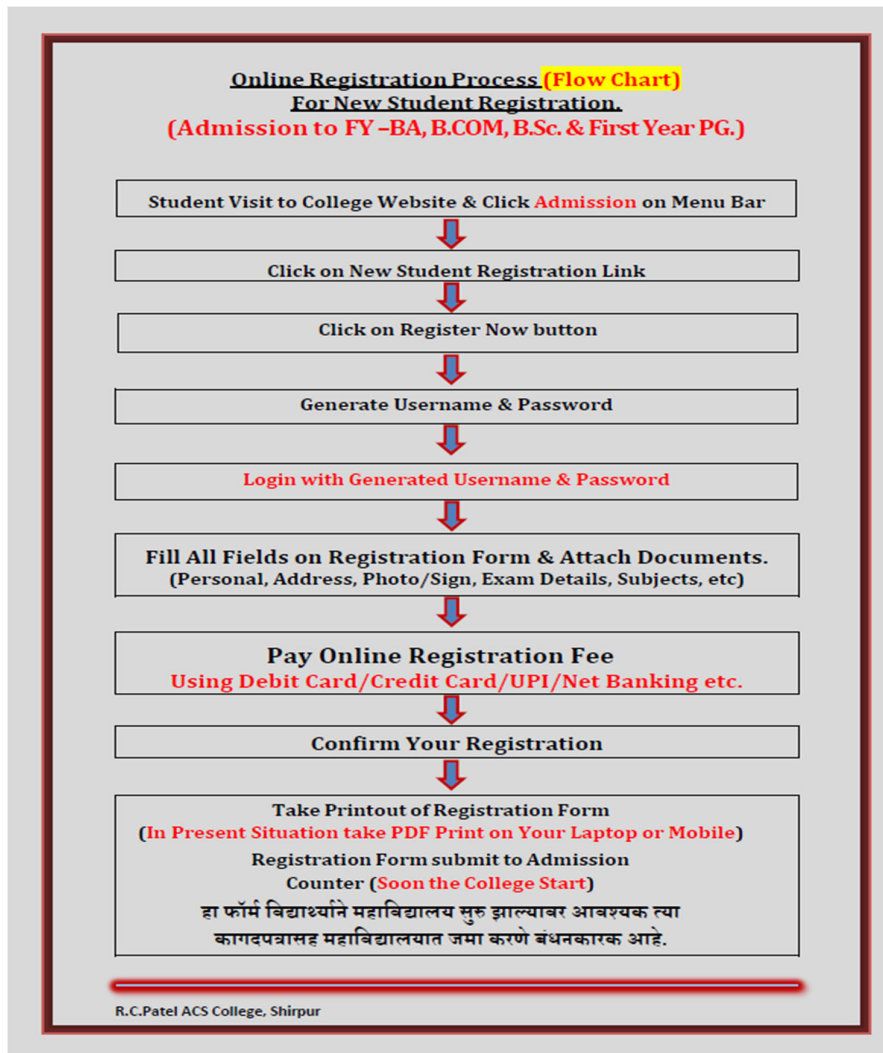 Online Registration Process (Flow Chart)
For New Student Registration.
(Admission to FY –BA, B.COM, B.Sc. & First Year PG.)
Student Visit to College Website & Click Admission on Menu Bar
Click on New Student Registration Link
Click on Register Now button
Generate Username & Password
Login with Generated Username & Password
Fill All Fields on Registration Form & Attach Documents.
(Personal, Address, Photo/Sign, Exam Details, Subjects, etc)
Pay Online Registration Fee
Using Debit Card/Credit Card/UPI/Net Banking etc.
Confirm Your Registration
Take Printout of Registration Form
(In Present Situation take PDF Print on Your Laptop or Mobile)
Registration Form submit to Admission
Counter (Soon the College Start)
हा फॉर्म विद्यार्थ्याने महाविद्यालय सुरु झाल्यावर आवश्यक त्या
कागदपत्रासह महाविद्यालयात जमा करणे बंधनकारक आहे.
R.C.Patel ACS College, Shirpur